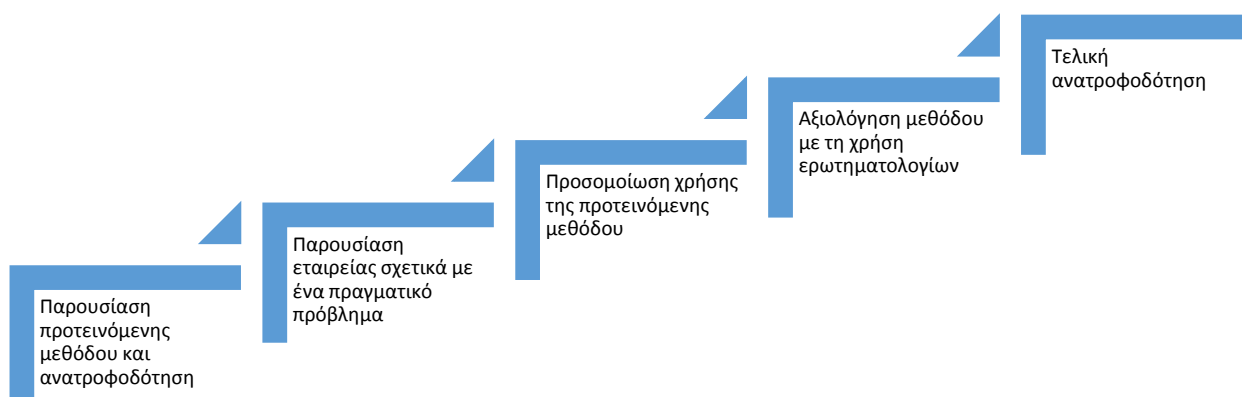 Παρουσίαση
προτεινόμενης
μεθόδου και
ανατροφοδότηση
Παρουσίαση
εταιρείας σχετικά με
ένα πραγματικό
πρόβλημα
Προσομοίωση χρήσης
της προτεινόμενης
μεθόδου
Αξιολόγηση μεθόδου
με τη χρήση
ερωτηματολογίων
Τελική
ανατροφοδότηση